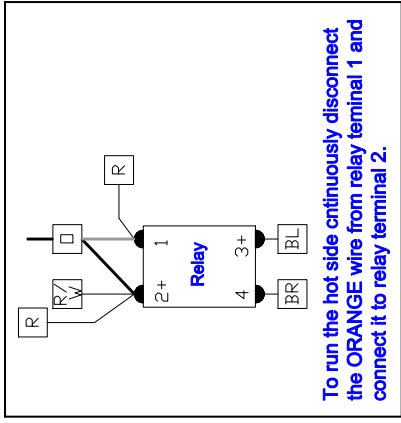 R
R/W
O
R
2+ 1
Relay
4 3+
BR BL
To run the hot side cntinuously disconnect
the ORANGE wire from relay teminal 1 and
connect it to relay terminal 2.